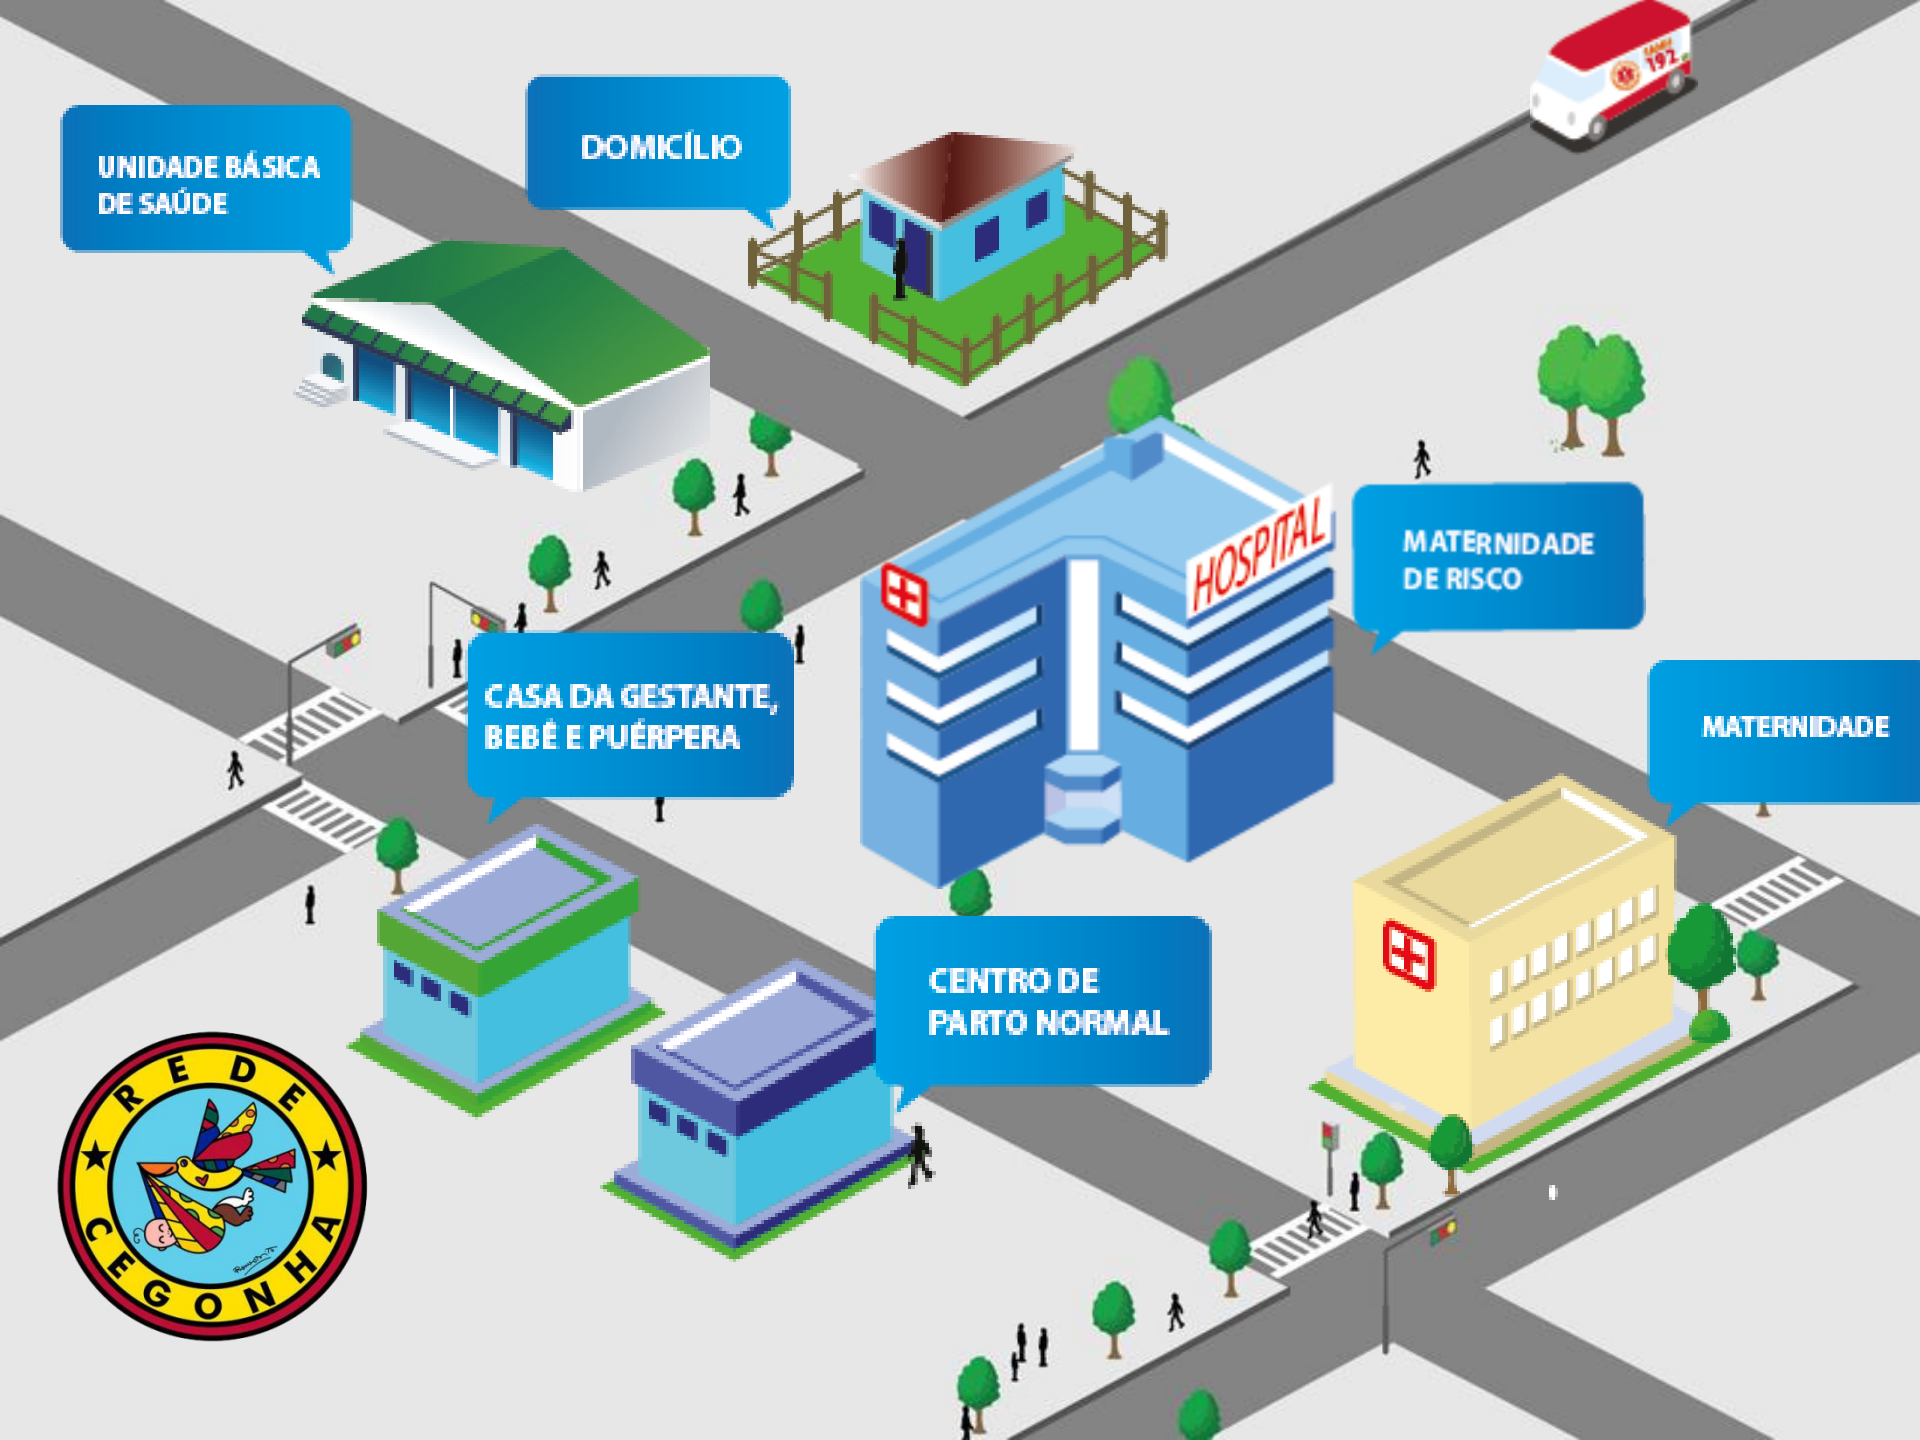 SAMU
192
DOMICÍLIO
UNIDADE BÁSICA
DE SAÚDE
HOSPITAL
MATERNIDADE
DE RISCO
CASA DA GESTANTE,
BEBÊ E PUÉRPERA
MATERNIDADE
CENTRO DE
PARTO NORMAL
REDE
CEGONHA